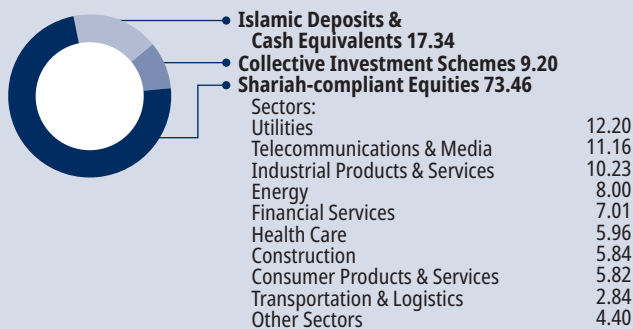 Islamic Deposits &
Cash Equivalents 17.34
Collective Investment Schemes 9.20
Shariah-compliant Equities 73.46
Sectors:
Utilities 12.20
Telecommunications & Media 11.16
Industrial Products & Services 10.23
Energy 8.00
Financial Services 7.01
Health Care 5.96
Construction 5.84
Consumer Products & Services 5.82
Transportation & Logistics 2.84
Other Sectors 4.40